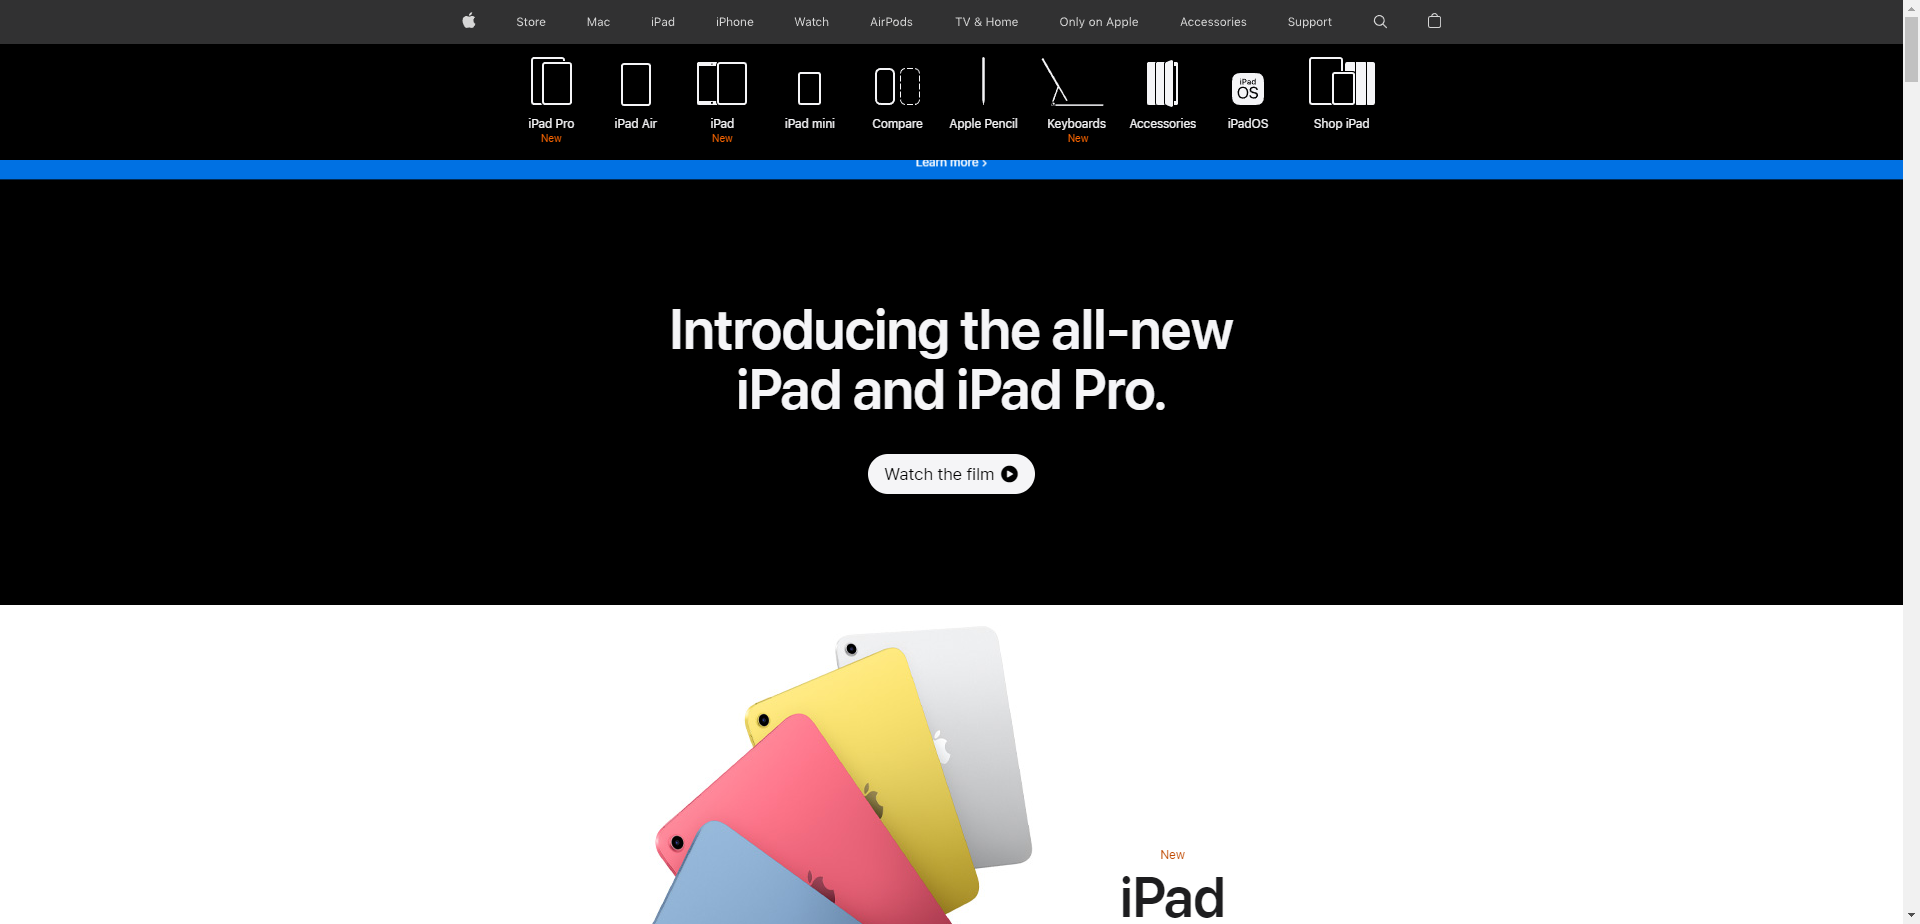 Store Mac iPad iPhone Watch AirPods TV & Home Only on Apple Accessories Support
iPad Pro iPad Air iPad iPad mini Compare Apple Pencil Keyboards Accessories iPadOS Shop iPad
New New New
iPad
OS
Learn more >
Introducing the all-new
iPad and iPad Pro.
Watch the film
New
iPad